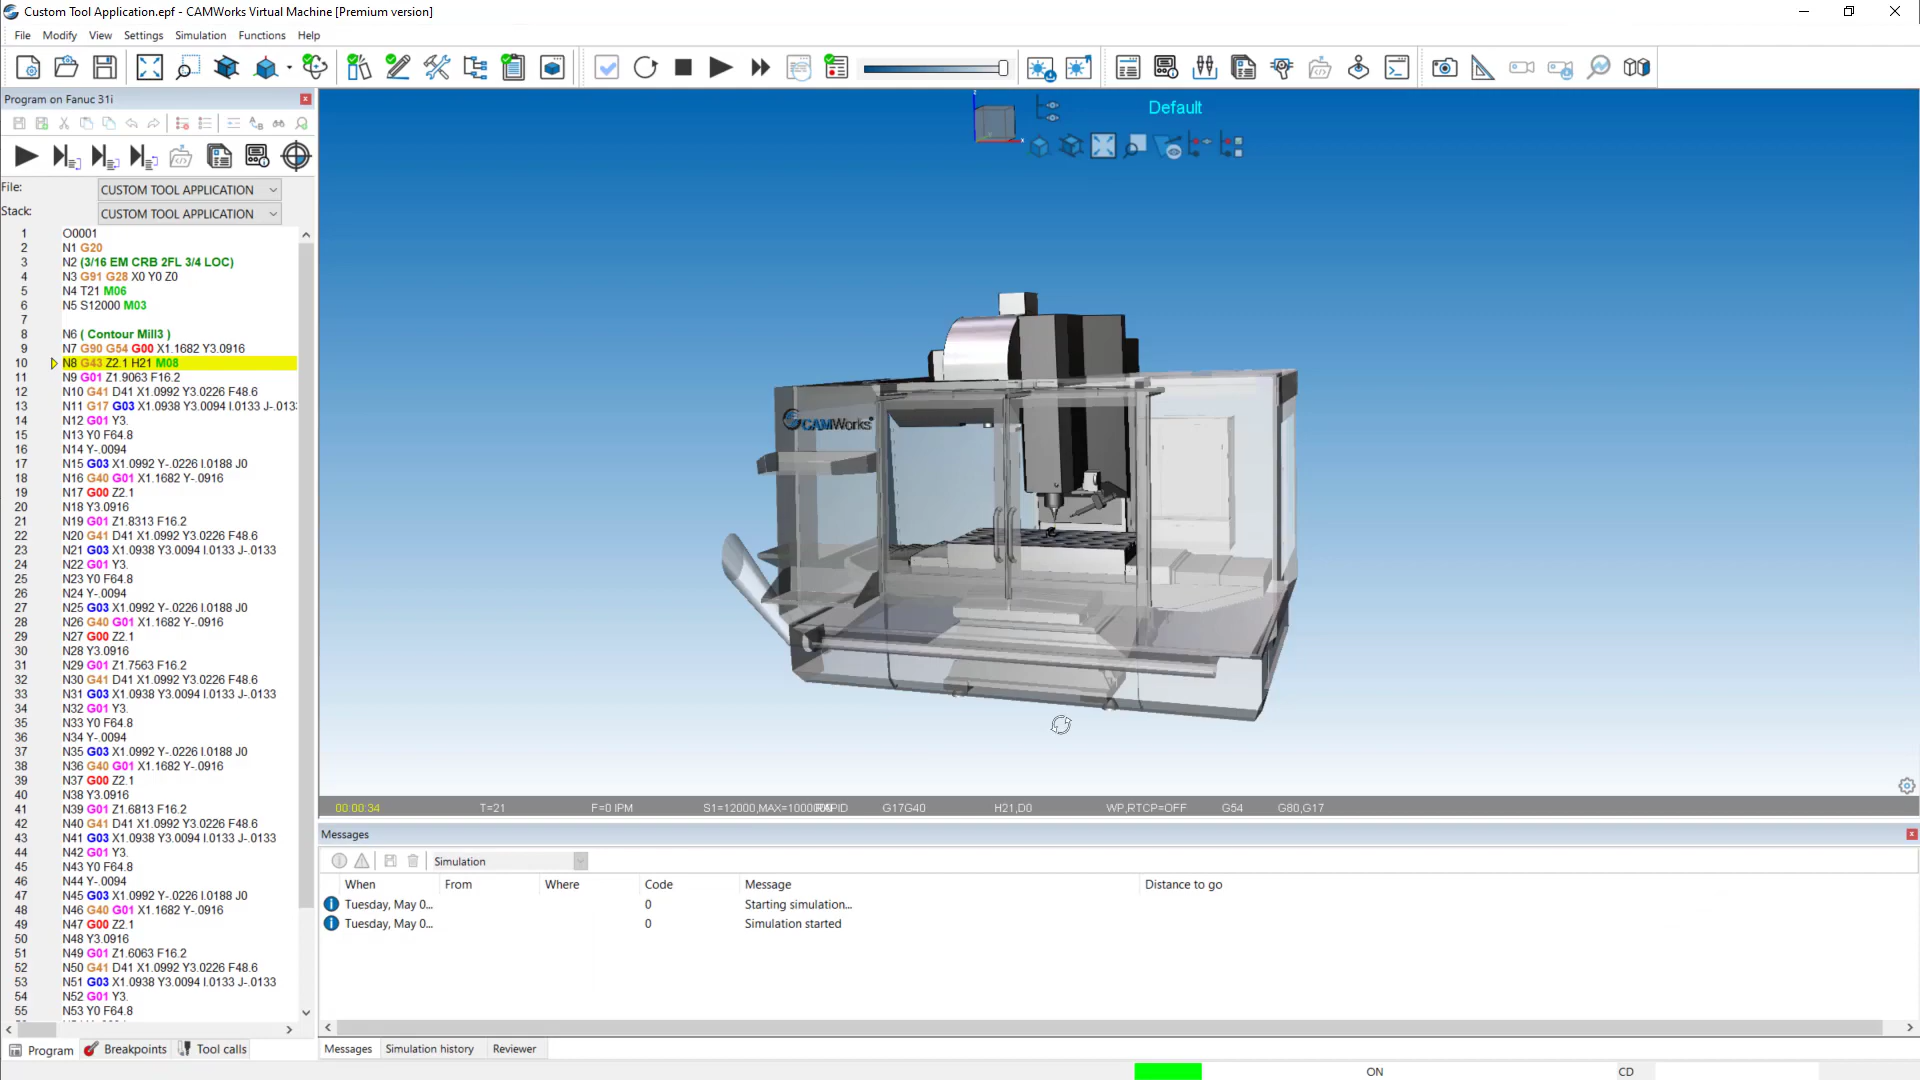 Custom Tool Application.epf - CAMWorks Virtual Machine [Premium version]
File Modify View Settings Simulation Functions Help
Program on Fanuc 31i
File: CUSTOM TOOL APPLICATION
Stack: CUSTOM TOOL APPLICATION
1 O0001
2 N1 G20
3 N2 (3/16 EM CRB 2FL 3/4 LOC)
4 N3 G91 G28 X0 Y0 Z0
5 N4 T21 M06
6 N5 S12000 M03
7
8 N6 ( Contour Mill3 )
9 N7 G90 G54 G00 X1.1682 Y3.0916
10 N8 G43 Z2.1 H21 M08
11 N9 G01 Z1.9063 F16.2
12 N10 G41 D41 X1.0992 Y3.0226 F48.6
13 N11 G17 G03 X1.0938 Y3.0094 I.0133 J-.013
14 N12 G01 Y3.
15 N13 Y0 F64.8
16 N14 Y-.0094
17 N15 G03 X1.0992 Y-.0226 I.0188 J0
18 N16 G40 G01 X1.1682 Y-.0916
19 N17 G00 Z2.1
20 N18 Y3.0916
21 N19 G01 Z1.8313 F16.2
22 N20 G41 D41 X1.0992 Y3.0226 F48.6
23 N21 G03 X1.0938 Y3.0094 I.0133 J-.0133
24 N22 G01 Y3.
25 N23 Y0 F64.8
26 N24 Y-.0094
27 N25 G03 X1.0992 Y-.0226 I.0188 J0
28 N26 G40 G01 X1.1682 Y-.0916
29 N27 G00 Z2.1
30 N28 Y3.0916
31 N29 G01 Z1.7563 F16.2
32 N30 G41 D41 X1.0992 Y3.0226 F48.6
33 N31 G03 X1.0938 Y3.0094 I.0133 J-.0133
34 N32 G01 Y3.
35 N33 Y0 F64.8
36 N34 Y-.0094
37 N35 G03 X1.0992 Y-.0226 I.0188 J0
38 N36 G40 G01 X1.1682 Y-.0916
39 N37 G00 Z2.1
40 N38 Y3.0916
41 N39 G01 Z1.6813 F16.2
42 N40 G41 D41 X1.0992 Y3.0226 F48.6
43 N41 G03 X1.0938 Y3.0094 I.0133 J-.0133
44 N42 G01 Y3.
45 N43 Y0 F64.8
46 N44 Y-.0094
47 N45 G03 X1.0992 Y-.0226 I.0188 J0
48 N46 G40 G01 X1.1682 Y-.0916
49 N47 G00 Z2.1
50 N48 Y3.0916
51 N49 G01 Z1.6063 F16.2
52 N50 G41 D41 X1.0992 Y3.0226 F48.6
53 N51 G03 X1.0938 Y3.0094 I.0133 J-.0133
54 N52 G01 Y3.
55 N53 Y0 F64.8
Program Breakpoints Tool calls
Default
CAMWorks
00:00:34 T=21 F=0 IPM S1=12000,MAX=100000 RAPID G17G40 H21,D0 WP,RTCP=OFF G54 G80,G17
Messages
Simulation
When From Where Code Message Distance to go
Tuesday, May 0... 0 Starting simulation...
Tuesday, May 0... 0 Simulation started
Messages Simulation history Reviewer
ON CD